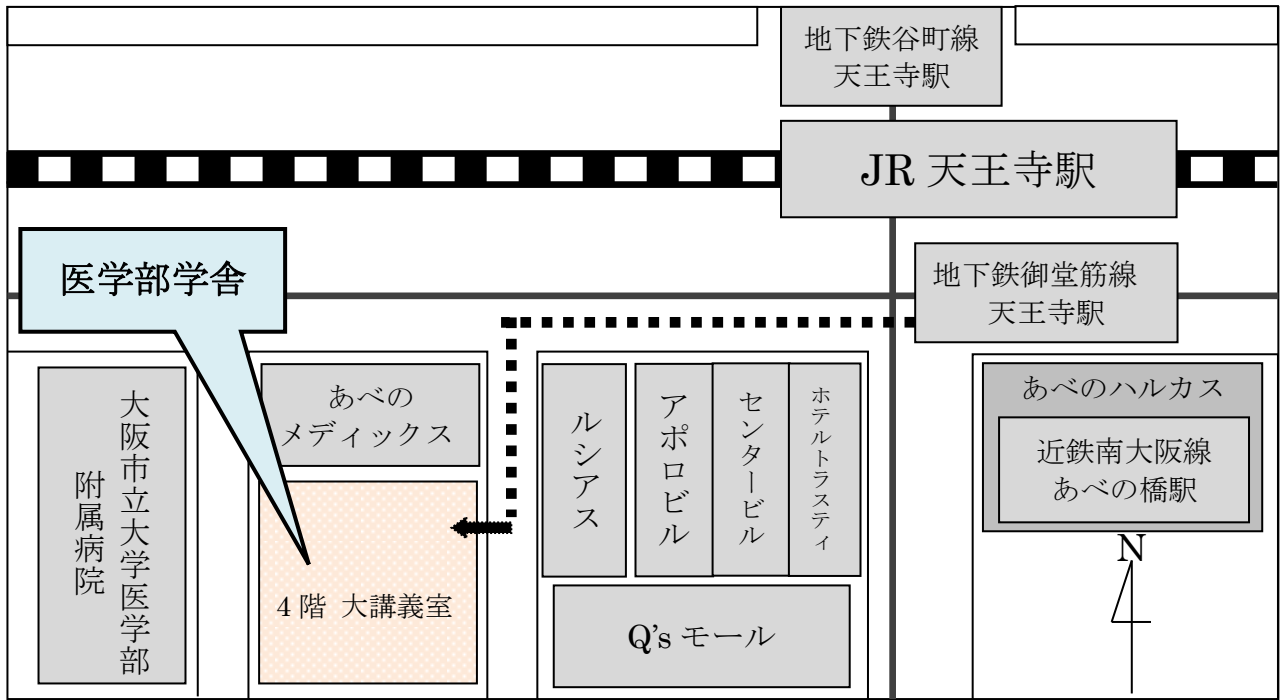 地下鉄谷町線
天王寺駅
JR 天王寺駅
医学部学舎
地下鉄御堂筋線
天王寺駅
大阪市立大学医学部
附属病院
あべの
メディックス
4階 大講義室
ルシアス
アポロビル
センタービル
ホテルトラスティ
Q'sモール
あべのハルカス
近鉄南大阪線
あべの橋駅
N